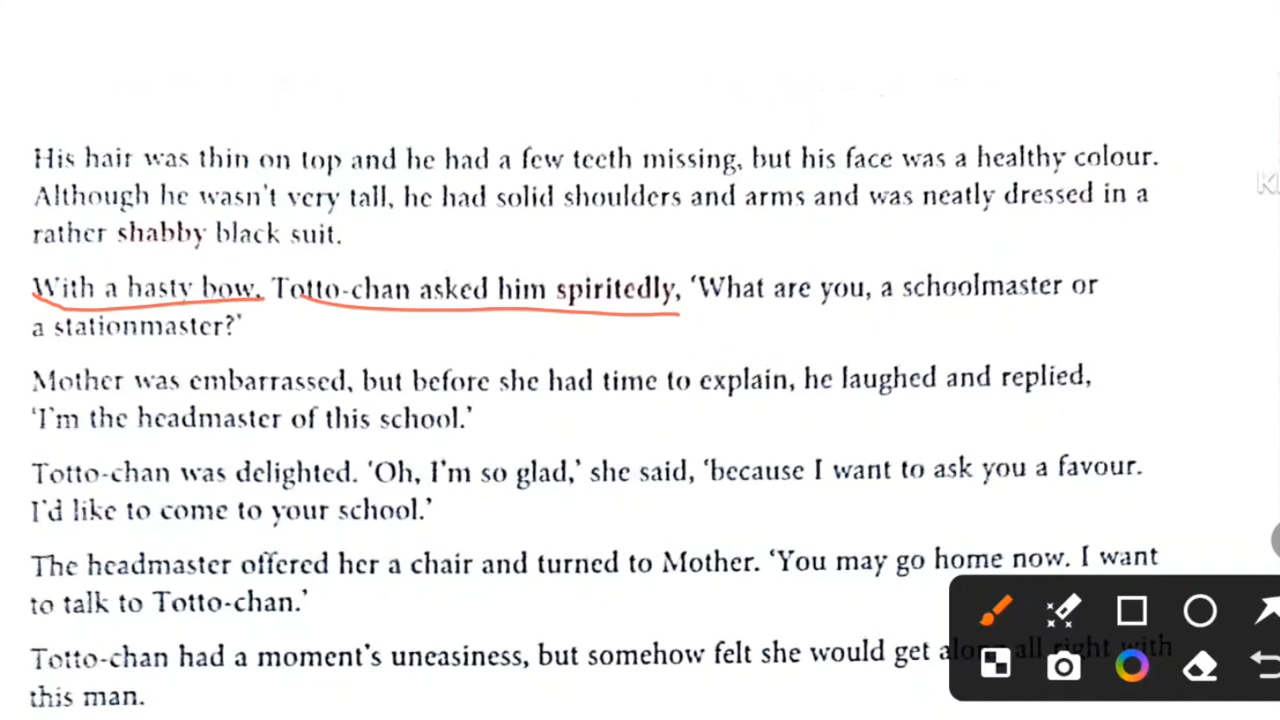 His hair was thin on top and he had a few teeth missing, but his face was a healthy colour.
Although he wasn't very tall, he had solid shoulders and arms and was neatly dressed in a
rather shabby black suit.
With a hasty bow, Totto-chan asked him spiritedly, 'What are you, a schoolmaster or
a stationmaster?'
Mother was embarrassed, but before she had time to explain, he laughed and replied,
'I'm the headmaster of this school.'
Totto-chan was delighted. 'Oh, I'm so glad,' she said, 'because I want to ask you a favour.
I'd like to come to your school.'
The headmaster offered her a chair and turned to Mother. 'You may go home now. I want
to talk to Totto-chan.'
Totto-chan had a moment's uneasiness, but somehow felt she would get along all right with
this man.